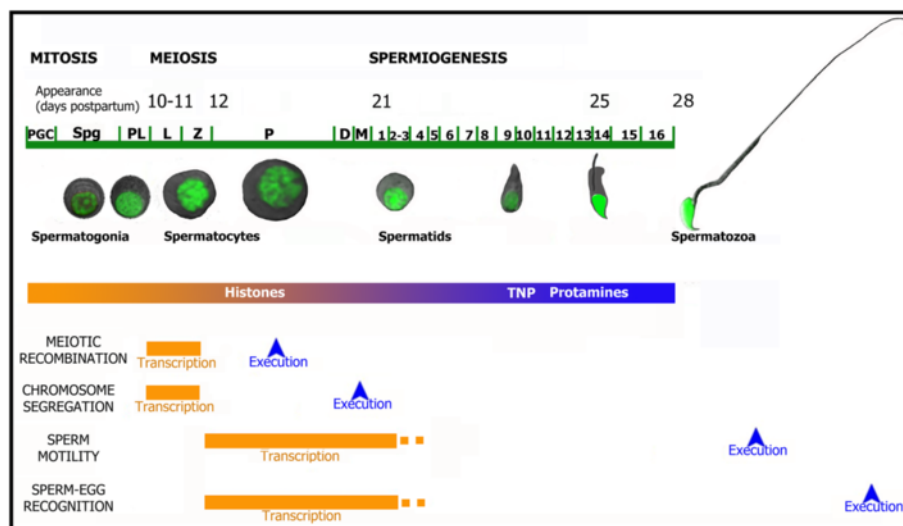 MITOSIS MEIOSIS SPERMIOGENESIS
Appearance
(days postpartum) 10-11 12 21 25 28
PGC Spg PL L Z P D M 1 2-3 4 5 6 7 8 9 10 11 12 13 14 15 16
Spermatogonia Spermatocytes Spermatids Spermatozoa
Histones TNP Protamines
MEIOTIC
RECOMBINATION
Transcription Execution
CHROMOSOME
SEGREGATION
Transcription Execution
SPERM
MOTILITY
Transcription Execution
SPERM-EGG
RECOGNITION
Transcription Execution